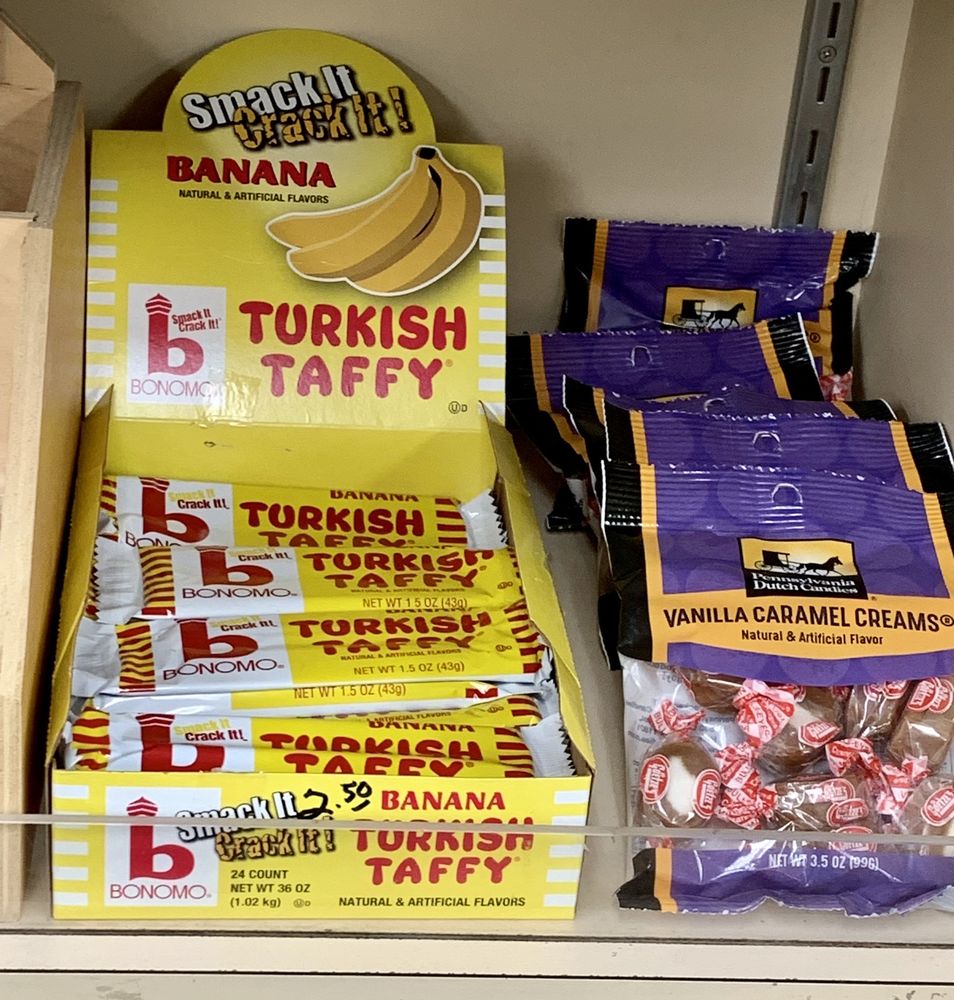 Smack It
Crack It!
BANANA
NATURAL & ARTIFICIAL FLAVORS
Smack It
Crack It!
b
BONOMO
TURKISH
TAFFY®
BANANA
Smack It
Crack It!
b
TURKISH
TAFFY
Crack It!
b
BONOMO®
TURKISH
TAFFY
NET WT 1.5 OZ (43g)
Crack It!
b
BONOMO®
TURKISH
TAFFY
NATURAL & ARTIFICIAL FLAVORS
NET WT 1.5 OZ (43g)
NET WT 1.5 OZ (43g)
Smack It
Crack It!
b
BANANA
TURKISH
TAFFY
Smack It
Crack It!
2.50
BANANA
TURKISH
TAFFY®
b
BONOMO®
24 COUNT
NET WT 36 OZ
(1.02 kg)
NATURAL & ARTIFICIAL FLAVORS
Pennsylvania
Dutch Candies®
VANILLA CARAMEL CREAMS®
Natural & Artificial Flavor
NET WT 3.5 OZ (99G)